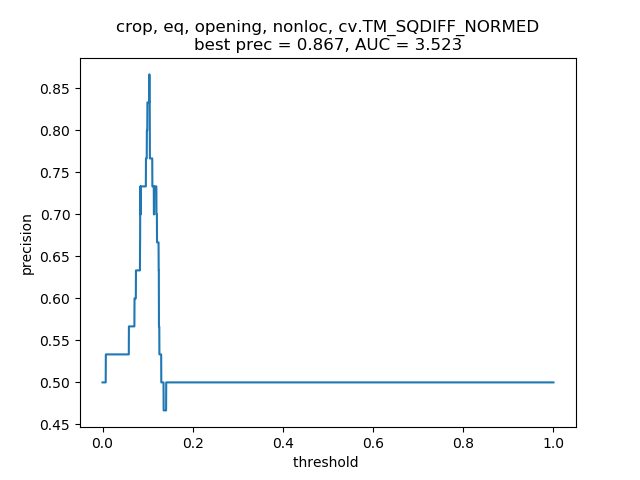 crop, eq, opening, nonloc, cv.TM_SQDIFF_NORMED
best prec = 0.867, AUC = 3.523
0.85
0.80
0.75
0.70
0.65
0.60
0.55
0.50
0.45
precision
0.0 0.2 0.4 0.6 0.8 1.0
threshold